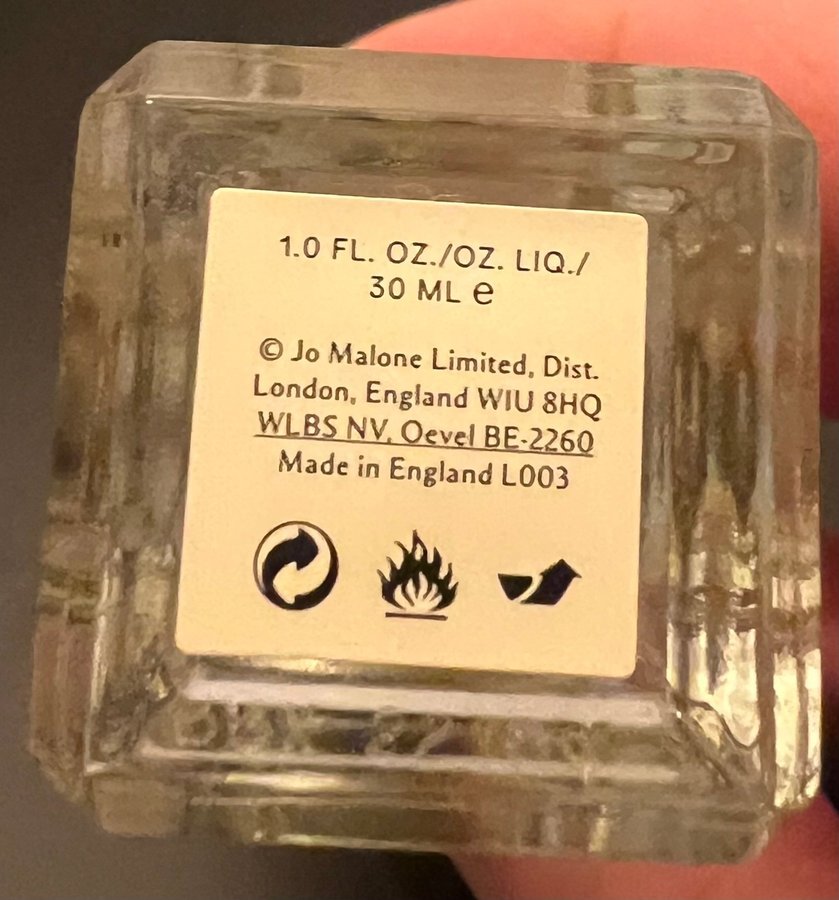 1.0 FL. OZ./OZ. LIQ./
30 ML e
© Jo Malone Limited, Dist.
London, England WIU 8HQ
WLBS NV, Oevel BE-2260
Made in England L003